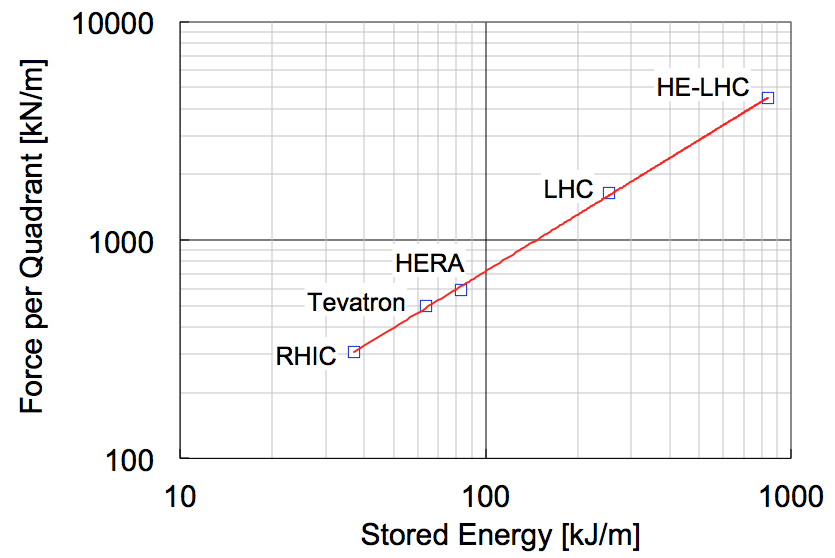 10000
Force per Quadrant [kN/m]
HE-LHC
LHC
1000
HERA
Tevatron
RHIC
100
10
100
1000
Stored Energy [kJ/m]